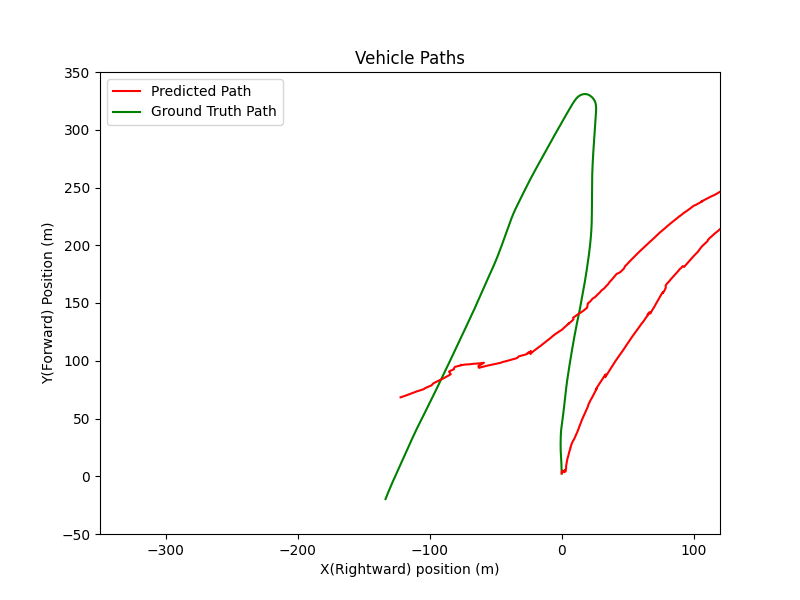 Vehicle Paths
Predicted Path
Ground Truth Path
350
300
250
200
150
100
50
0
−50
Y(Forward) Position (m)
−300
−200
−100
0
100
X(Rightward) position (m)